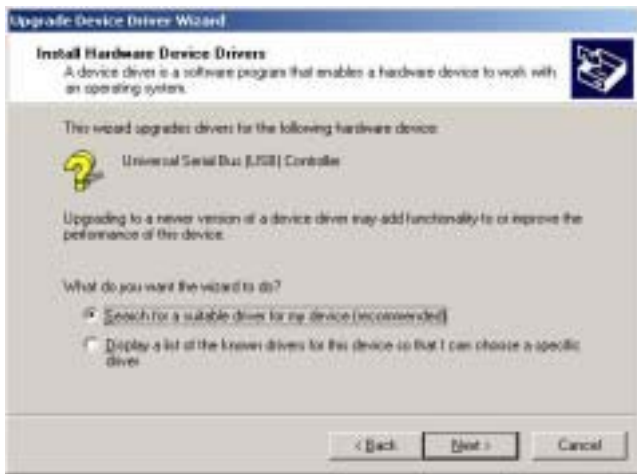 Upgrade Device Driver Wizard
Install Hardware Device Drivers
A device driver is a software program that enables a hardware device to work with
an operating system.
This wizard upgrades drivers for the following hardware device:
Universal Serial Bus (USB) Controller
Upgrading to a newer version of a device driver may add functionality to or improve the
performance of this device.
What do you want the wizard to do?
Search for a suitable driver for my device (recommended)
Display a list of the known drivers for this device so that I can choose a specific
driver
< Back
Next >
Cancel